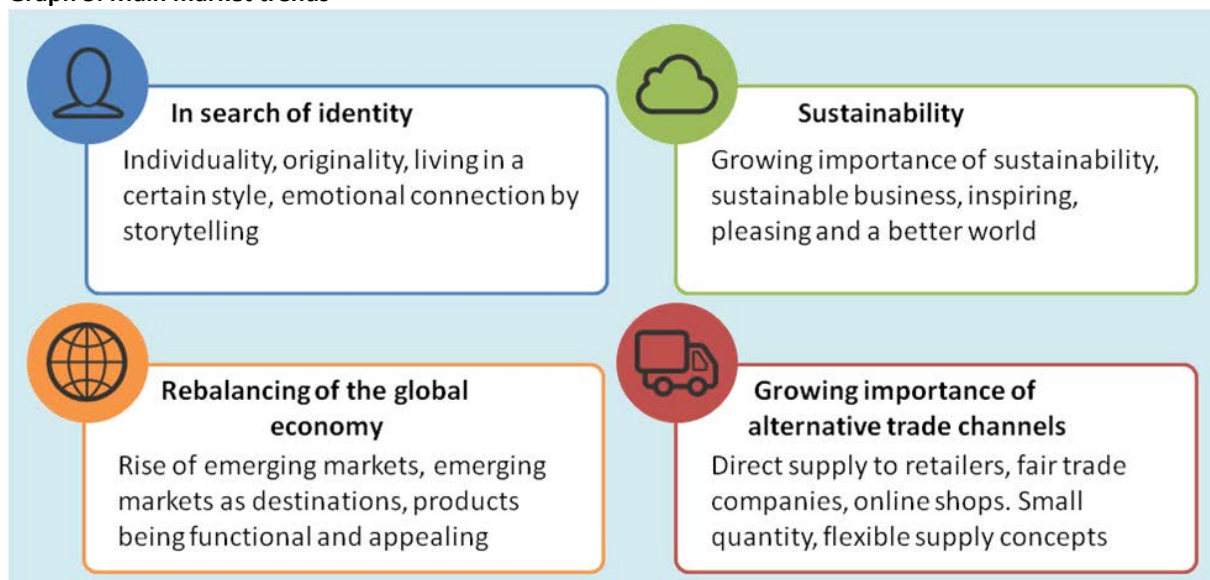 In search of identity
Individuality, originality, living in a
certain style, emotional connection by
storytelling
Sustainability
Growing importance of sustainability,
sustainable business, inspiring,
pleasing and a better world
Rebalancing of the global
economy
Rise of emerging markets, emerging
markets as destinations, products
being functional and appealing
Growing importance of
alternative trade channels
Direct supply to retailers, fair trade
companies, online shops. Small
quantity, flexible supply concepts